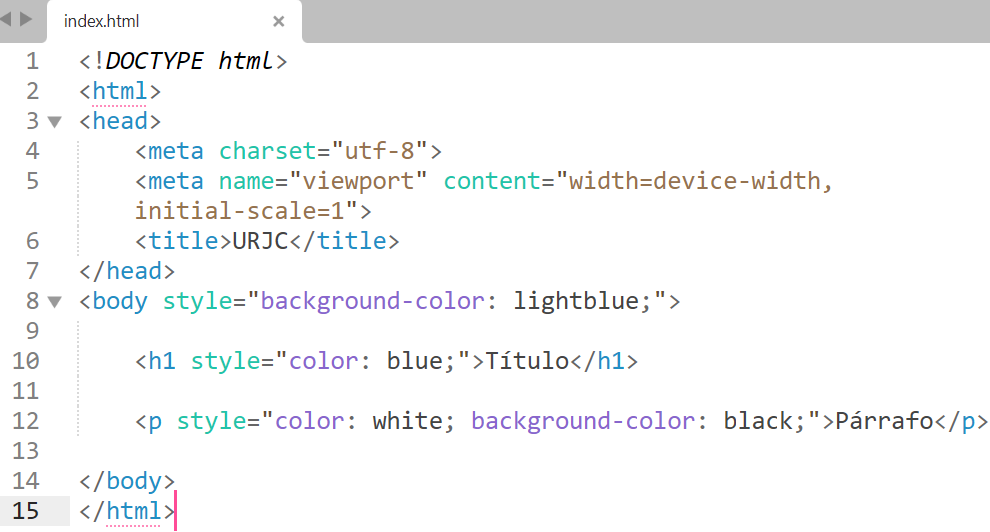 index.html ×
1 <!DOCTYPE html>
2 <html>
3 <head>
4     <meta charset="utf-8">
5     <meta name="viewport" content="width=device-width,
    initial-scale=1">
6     <title>URJC</title>
7 </head>
8 <body style="background-color: lightblue;">
9
10     <h1 style="color: blue;">Título</h1>
11
12     <p style="color: white; background-color: black;">Párrafo</p>
13
14 </body>
15 </html>